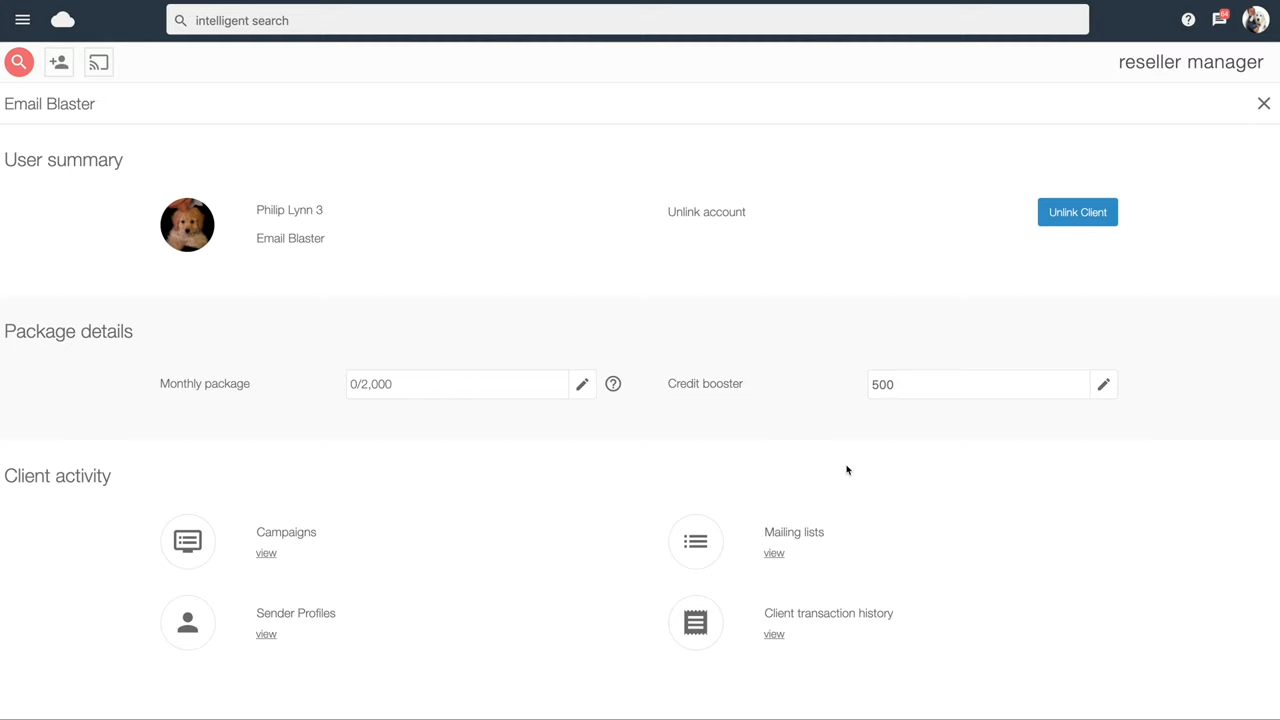 intelligent search
84
reseller manager
Email Blaster
User summary
Philip Lynn 3
Email Blaster
Unlink account
Unlink Client
Package details
Monthly package
0/2,000
Credit booster
500
Client activity
Campaigns
view
Mailing lists
view
Sender Profiles
view
Client transaction history
view